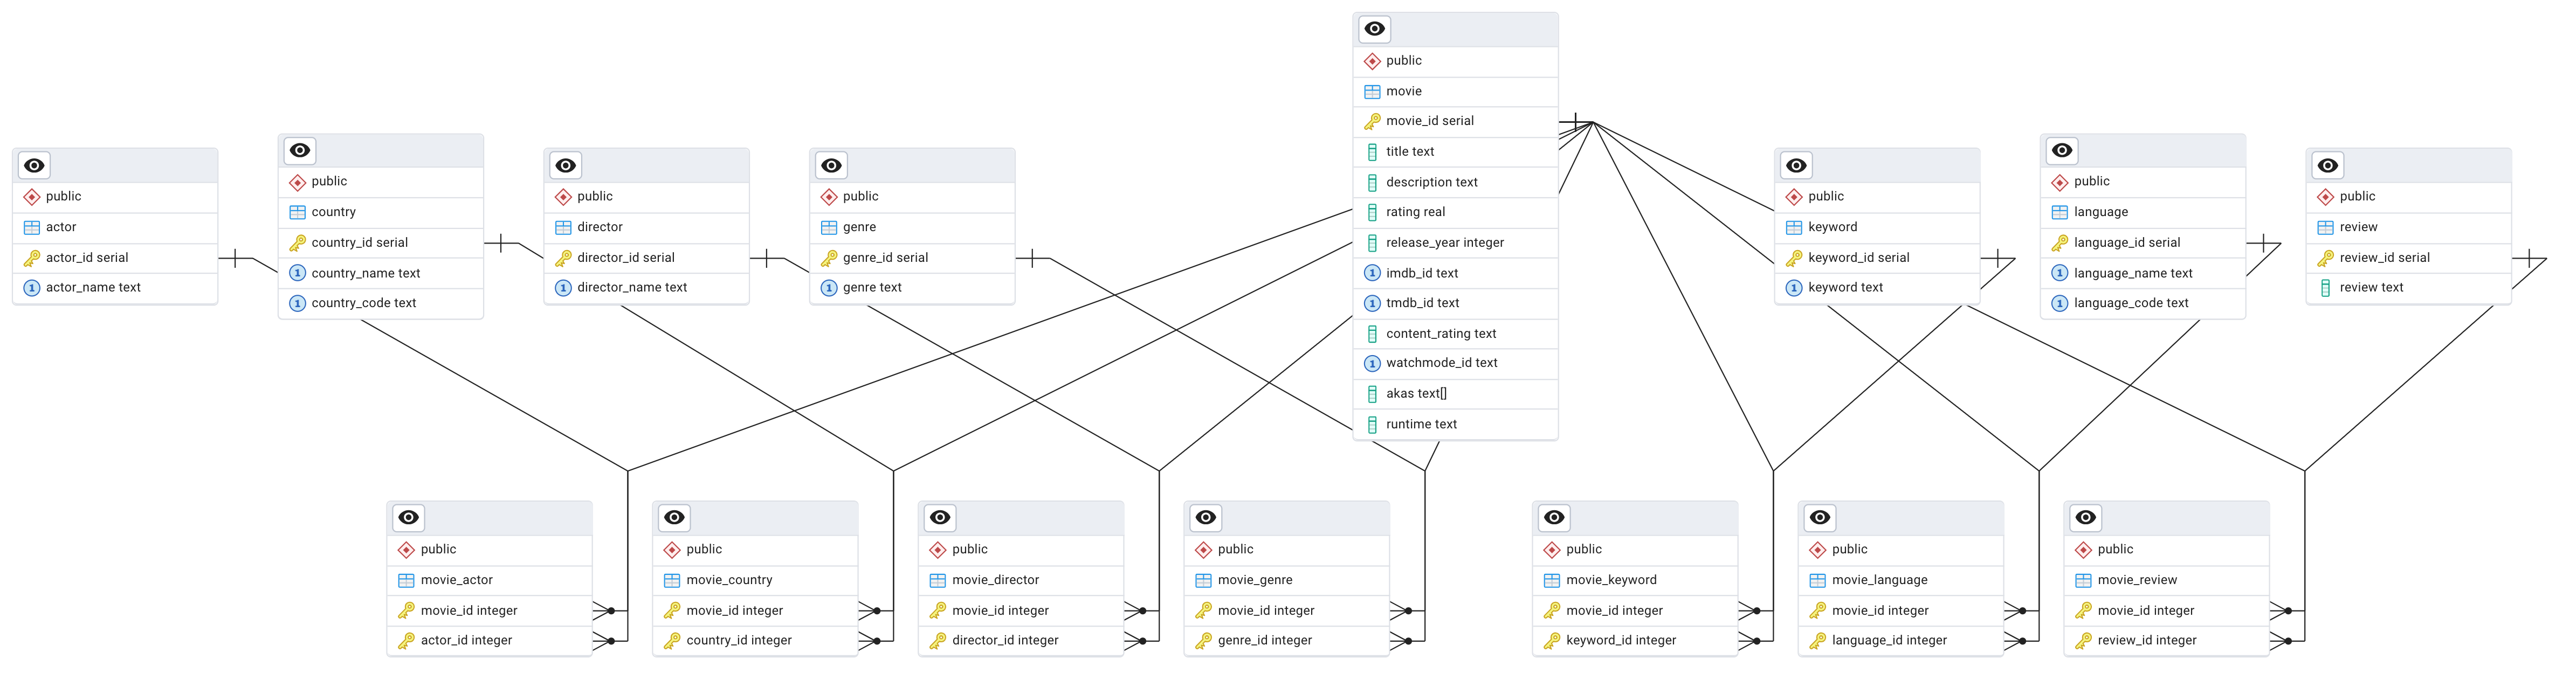 public
movie
movie_id serial
title text
description text
rating real
release_year integer
imdb_id text
tmdb_id text
content_rating text
watchmode_id text
akas text[]
runtime text
public
actor
actor_id serial
actor_name text
public
country
country_id serial
country_name text
country_code text
public
director
director_id serial
director_name text
public
genre
genre_id serial
genre text
public
keyword
keyword_id serial
keyword text
public
language
language_id serial
language_name text
language_code text
public
review
review_id serial
review text
public
movie_actor
movie_id integer
actor_id integer
public
movie_country
movie_id integer
country_id integer
public
movie_director
movie_id integer
director_id integer
public
movie_genre
movie_id integer
genre_id integer
public
movie_keyword
movie_id integer
keyword_id integer
public
movie_language
movie_id integer
language_id integer
public
movie_review
movie_id integer
review_id integer